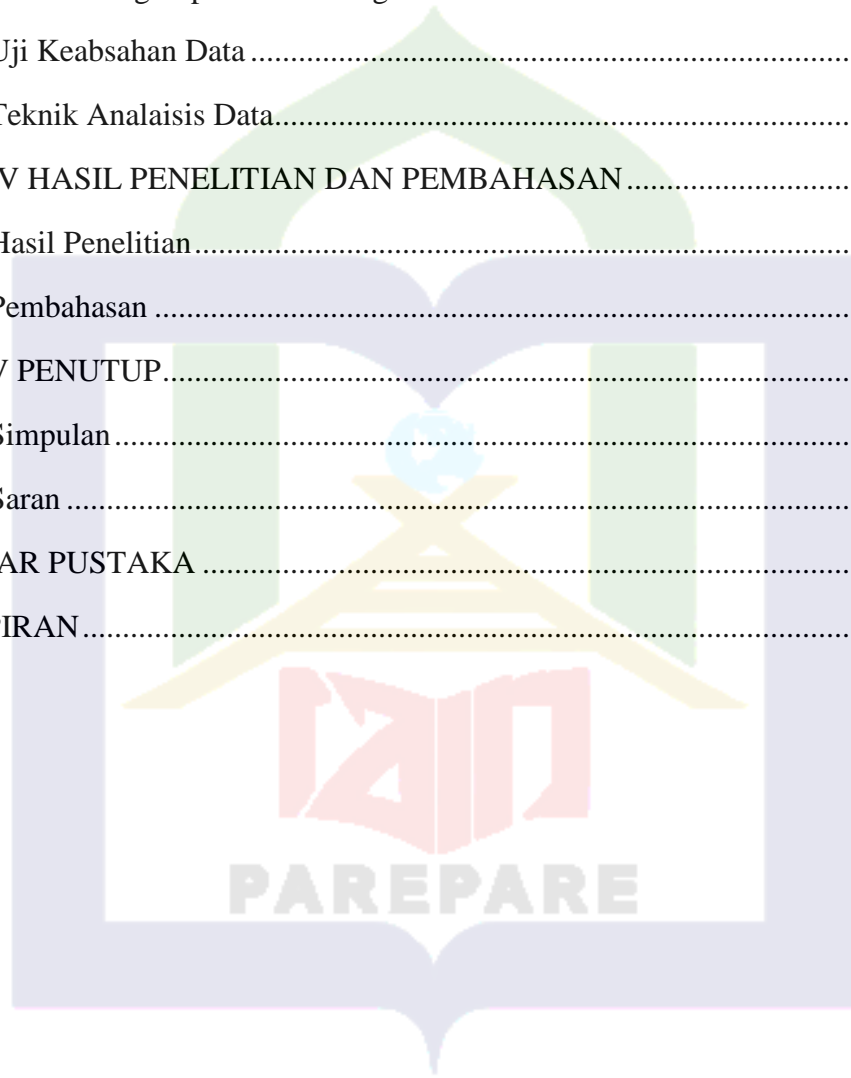 Uji Keabsahan Data ........................................................................
Teknik Analaisis Data.....................................................................
V HASIL PENELITIAN DAN PEMBAHASAN...........................
Hasil Penelitian...............................................................................
Pembahasan ....................................................................................
V PENUTUP...................................................................................
Simpulan.........................................................................................
Saran ...............................................................................................
AR PUSTAKA ..............................................................................
IRAN..............................................................................................
PAREPARE